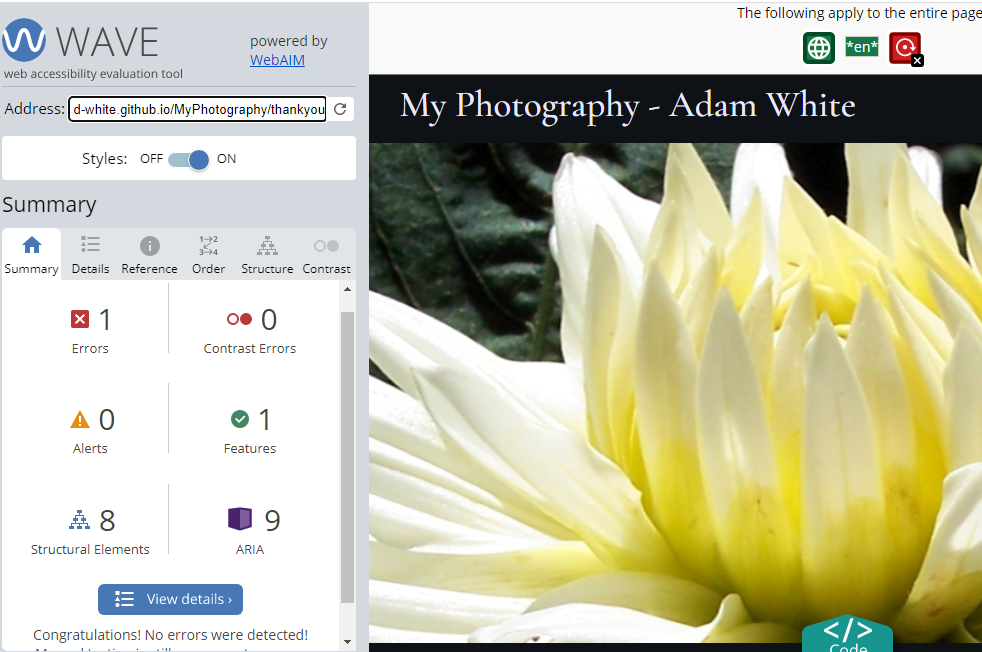 The following apply to the entire page
*en*
WAVE
web accessibility evaluation tool
powered by
WebAIM
Address: d-white.github.io/MyPhotography/thankyou
Styles: OFF ON
Summary
Summary Details Reference Order Structure Contrast
1 Errors
0 Contrast Errors
0 Alerts
1 Features
8 Structural Elements
9 ARIA
View details ›
Congratulations! No errors were detected!
My Photography - Adam White
</> Code